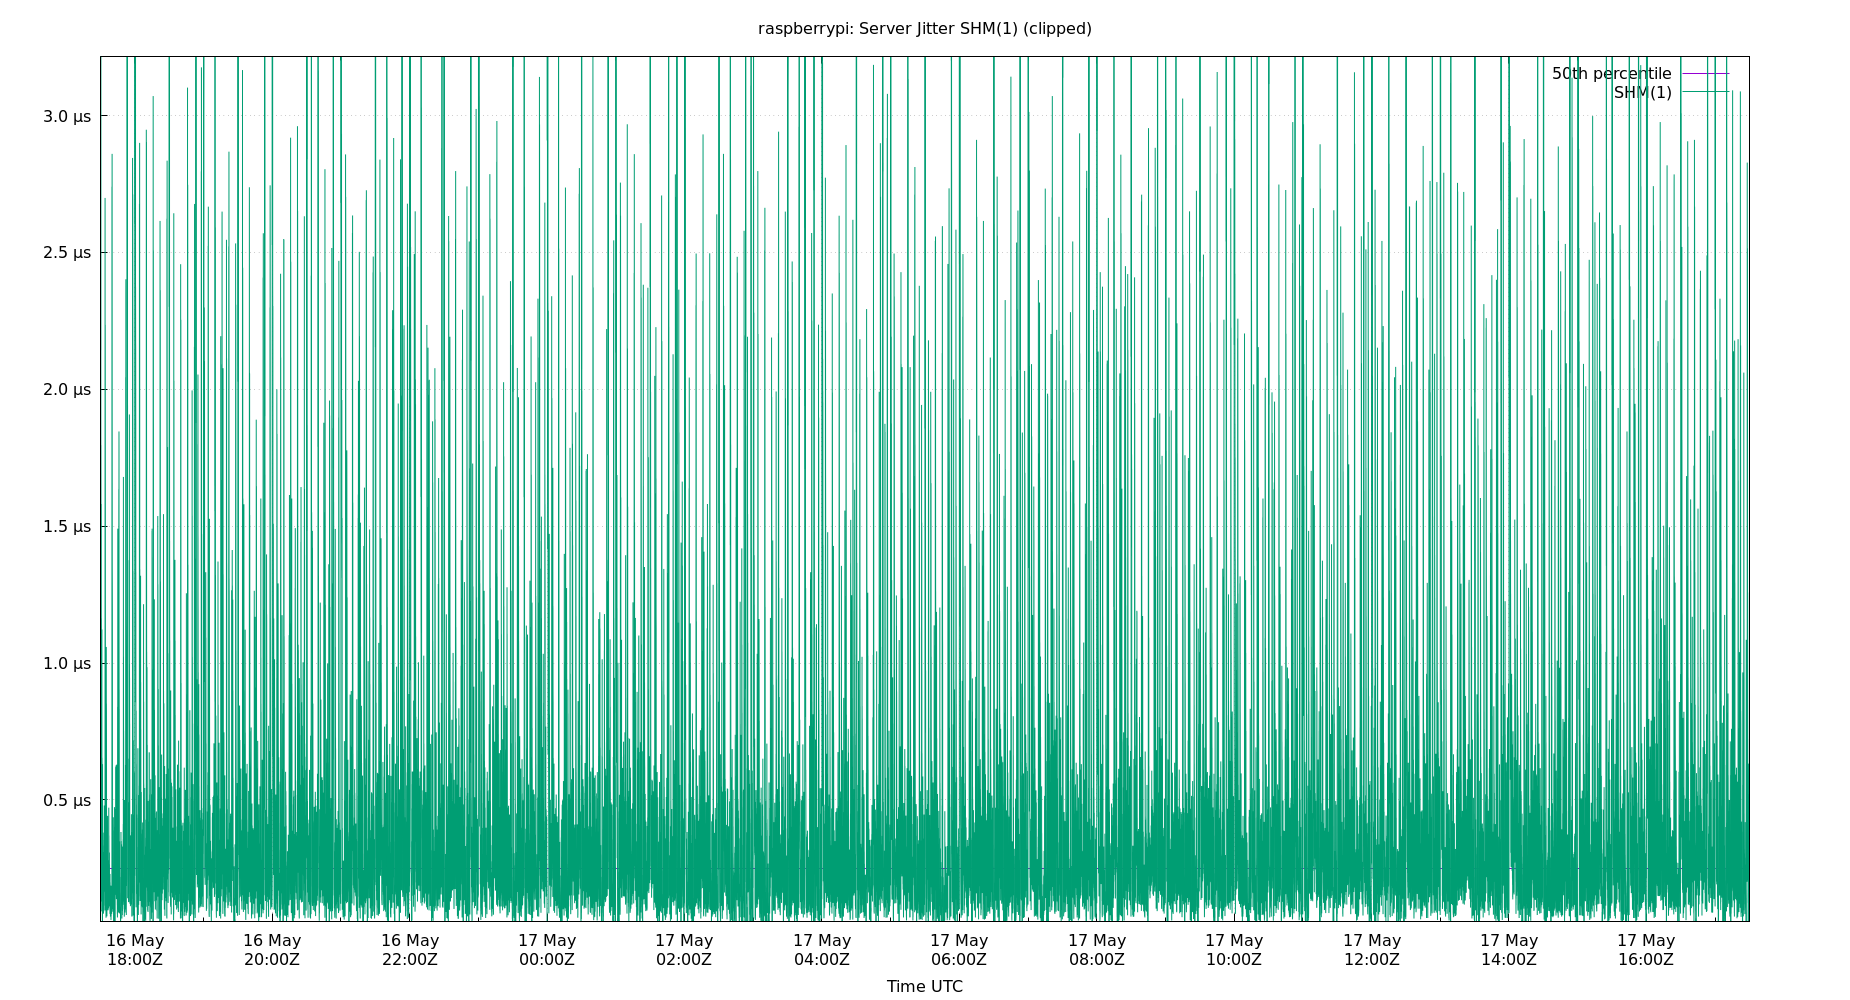 raspberrypi: Server Jitter SHM(1) (clipped)
50th percentile
SHM(1)
3.0 µs
2.5 µs
2.0 µs
1.5 µs
1.0 µs
0.5 µs
16 May 16 May 16 May 17 May 17 May 17 May 17 May 17 May 17 May 17 May 17 May 17 May
18:00Z 20:00Z 22:00Z 00:00Z 02:00Z 04:00Z 06:00Z 08:00Z 10:00Z 12:00Z 14:00Z 16:00Z
Time UTC